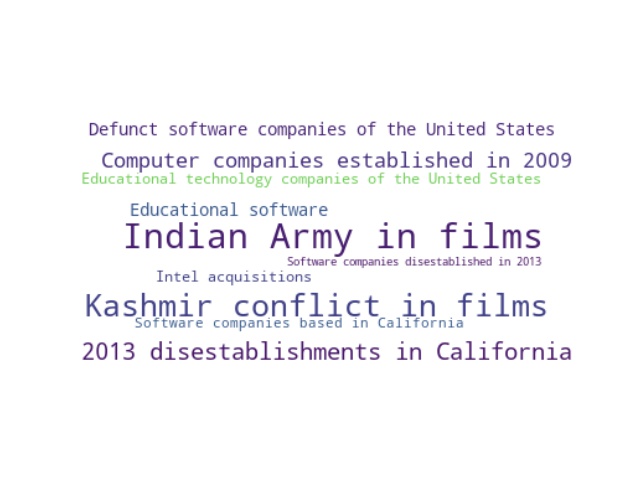 Defunct software companies of the United States
Computer companies established in 2009
Educational technology companies of the United States
Educational software
Indian Army in films
Software companies disestablished in 2013
Intel acquisitions
Kashmir conflict in films
Software companies based in California
2013 disestablishments in California